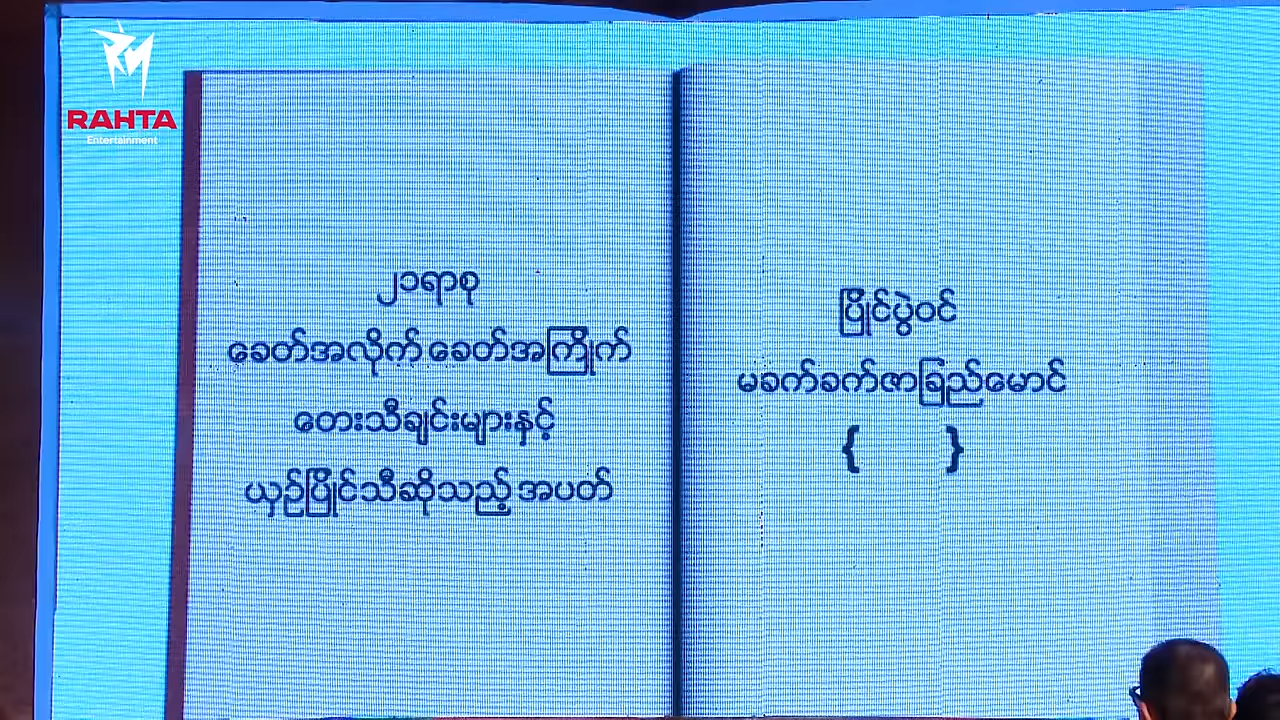 RAHTA
Entertainment
၂၁ရာစု
ခေတ်အလိုက် ခေတ်အကြိုက်
တေးသီချင်းများနှင့်
ယှဉ်ပြိုင်သီဆိုသည့် အပတ်
ပြိုင်ပွဲဝင်
မခက်ခက်ဇာခြည်မောင်
{ }